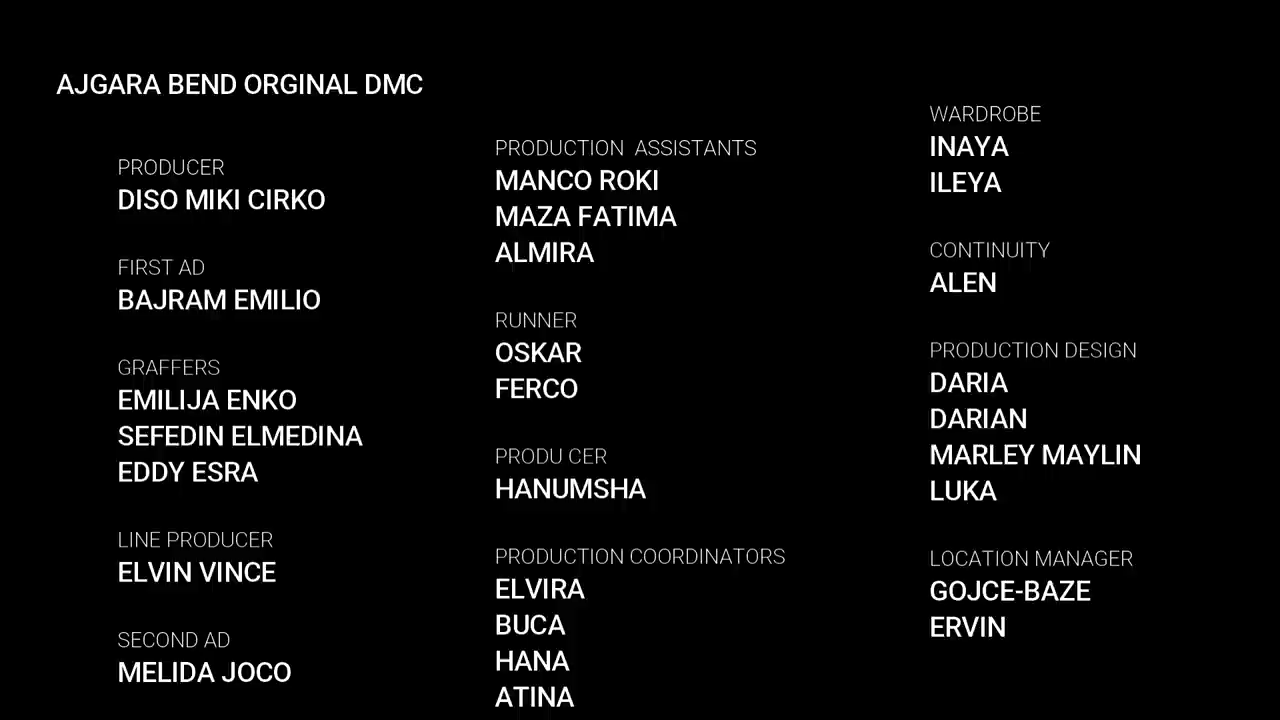 AJGARA BEND ORGINAL DMC
PRODUCER
DISO MIKI CIRKO
FIRST AD
BAJRAM EMILIO
GRAFFERS
EMILIJA ENKO
SEFEDIN ELMEDINA
EDDY ESRA
LINE PRODUCER
ELVIN VINCE
SECOND AD
MELIDA JOCO
PRODUCTION  ASSISTANTS
MANCO ROKI
MAZA FATIMA
ALMIRA
RUNNER
OSKAR
FERCO
PRODU CER
HANUMSHA
PRODUCTION COORDINATORS
ELVIRA
BUCA
HANA
ATINA
WARDROBE
INAYA
ILEYA
CONTINUITY
ALEN
PRODUCTION DESIGN
DARIA
DARIAN
MARLEY MAYLIN
LUKA
LOCATION MANAGER
GOJCE-BAZE
ERVIN